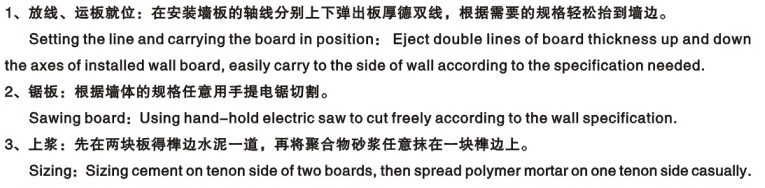 1、放线、运板就位：在安装墙板的轴线分别上下弹出板厚德双线，根据需要的规格轻松抬到墙边。
Setting the line and carrying the board in position: Eject double lines of board thickness up and down
the axes of installed wall board, easily carry to the side of wall according to the specification needed.
2、锯板：根据墙体的规格任意用手提电锯切割。
Sawing board: Using hand-hold electric saw to cut freely according to the wall specification.
3、上浆：先在两块板得榫边水泥一道，再将聚合物砂浆任意抹在一块榫边上。
Sizing: Sizing cement on tenon side of two boards, then spread polymer mortar on one tenon side casually.